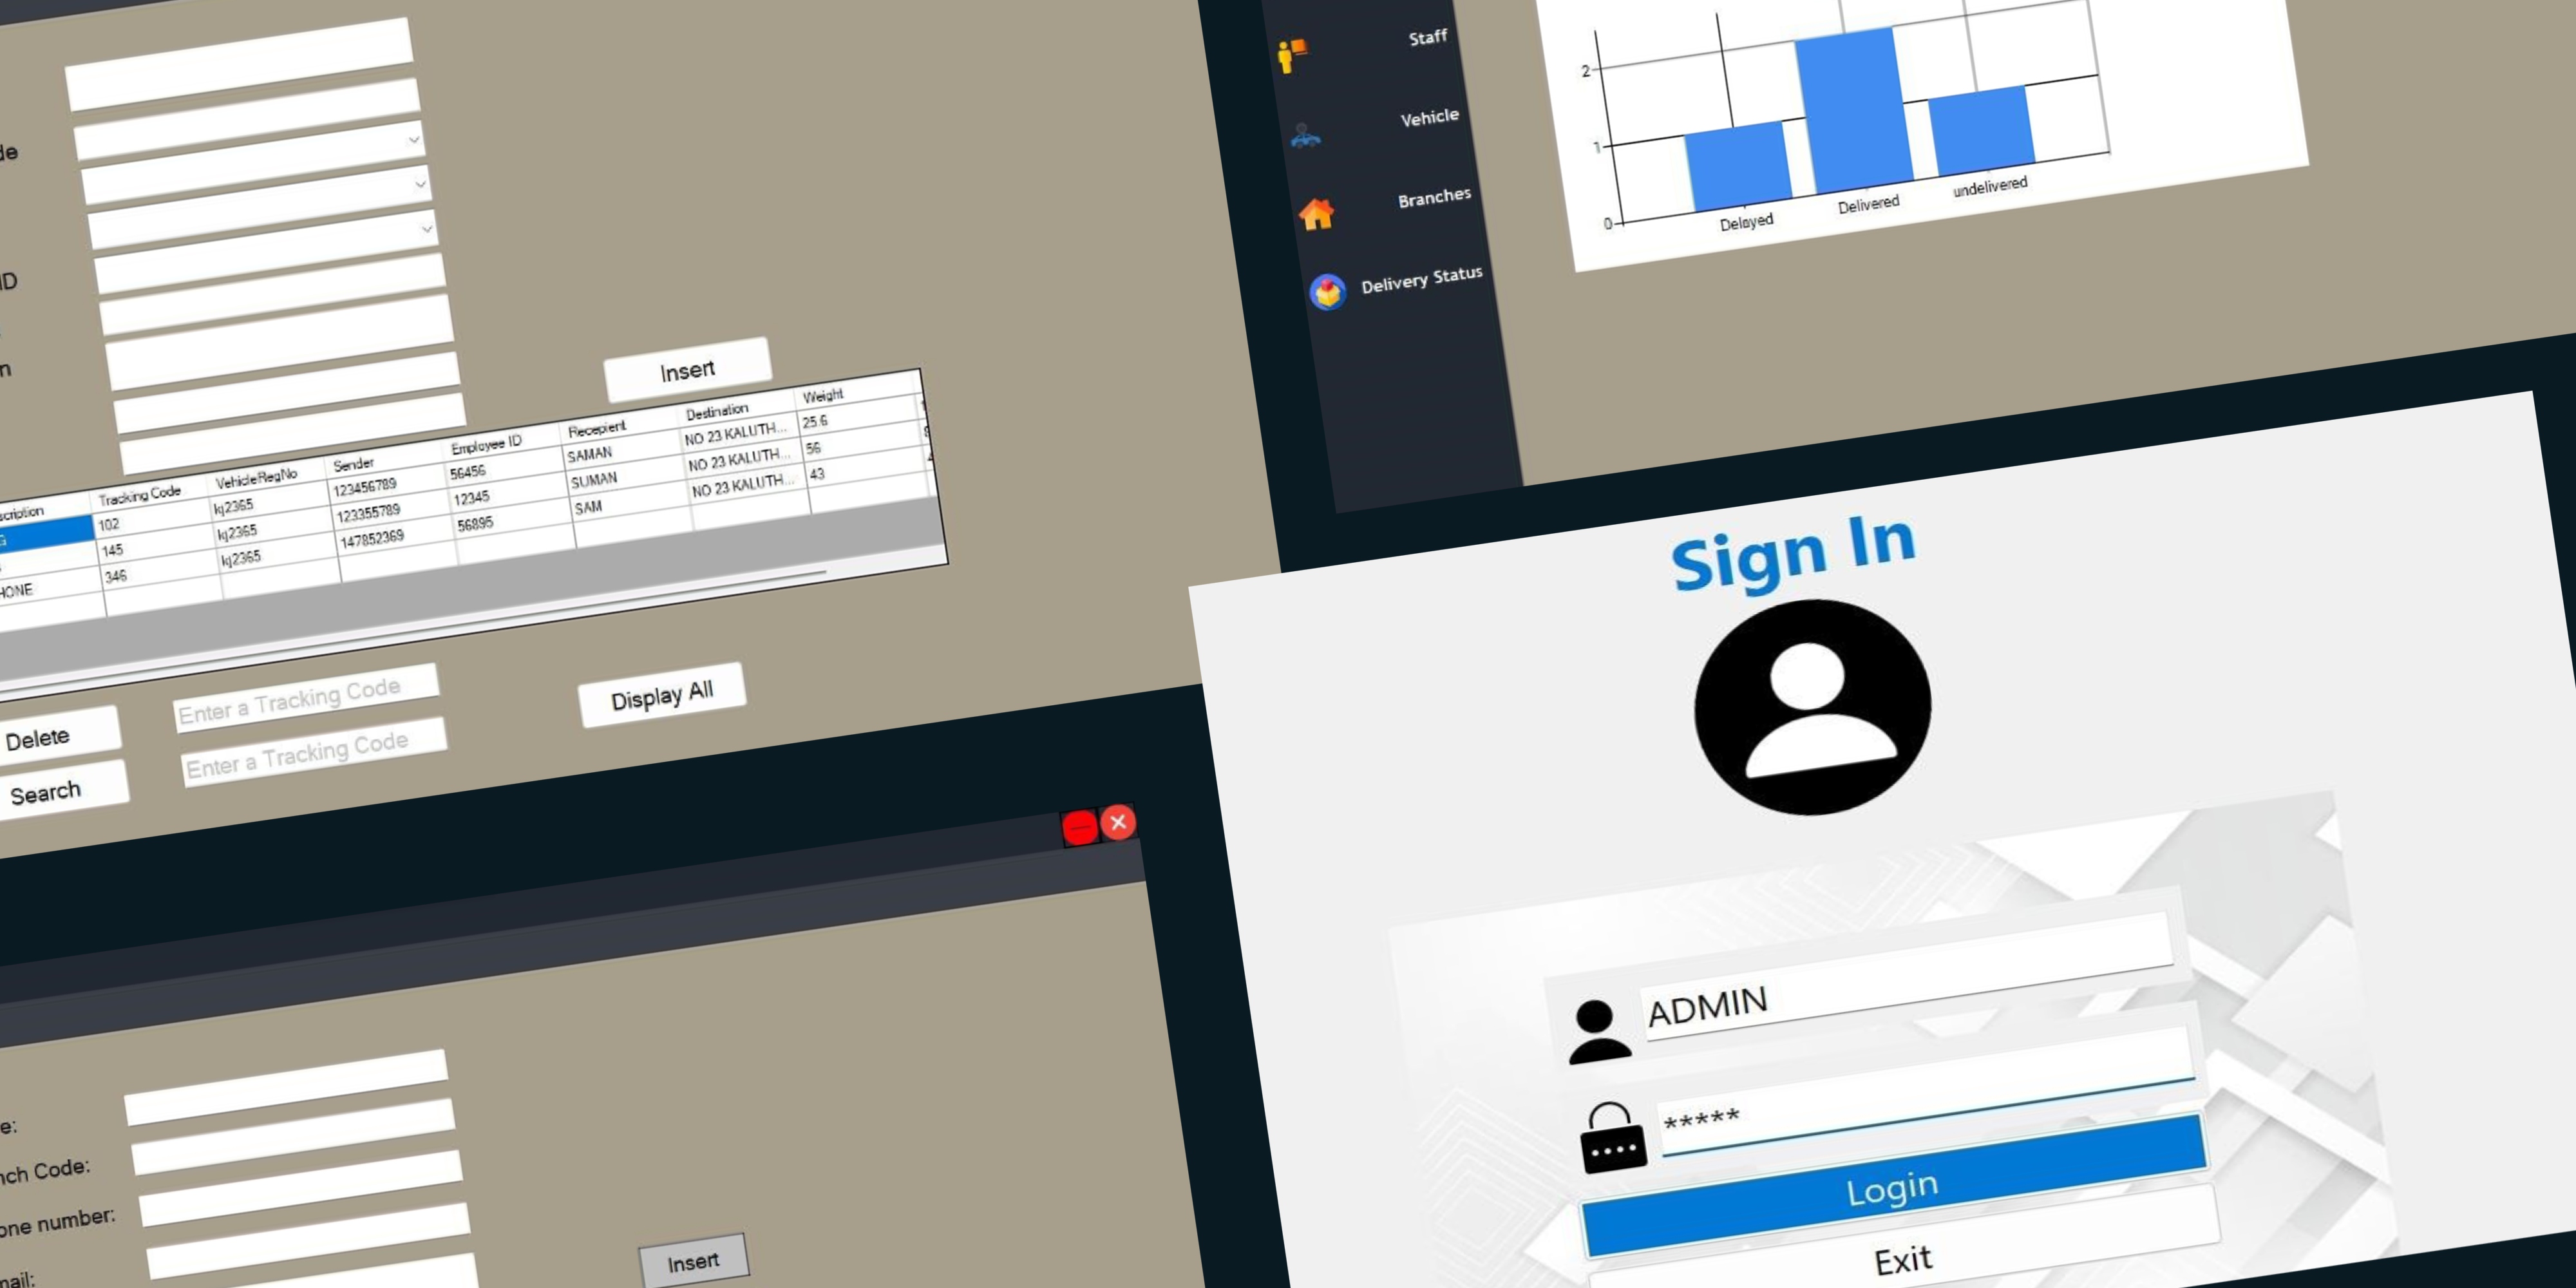 de
ID
n
Insert
scription Tracking Code VehicleRegNo Sender Employee ID Recepient Destination Weight
G 102 kj2365 123456789 56456 SAMAN NO 23 KALUTH... 25.6
145 kj2365 123355789 12345 SUMAN NO 23 KALUTH... 56
HONE 346 kj2365 147852369 56895 SAM NO 23 KALUTH... 43
Delete Enter a Tracking Code Display All
Search Enter a Tracking Code
Staff
Vehicle
Branches
Delivery Status
2
1
0
Delayed Delivered undelivered
e:
nch Code:
one number:
mail:
Insert
Sign In
ADMIN
*****
Login
Exit